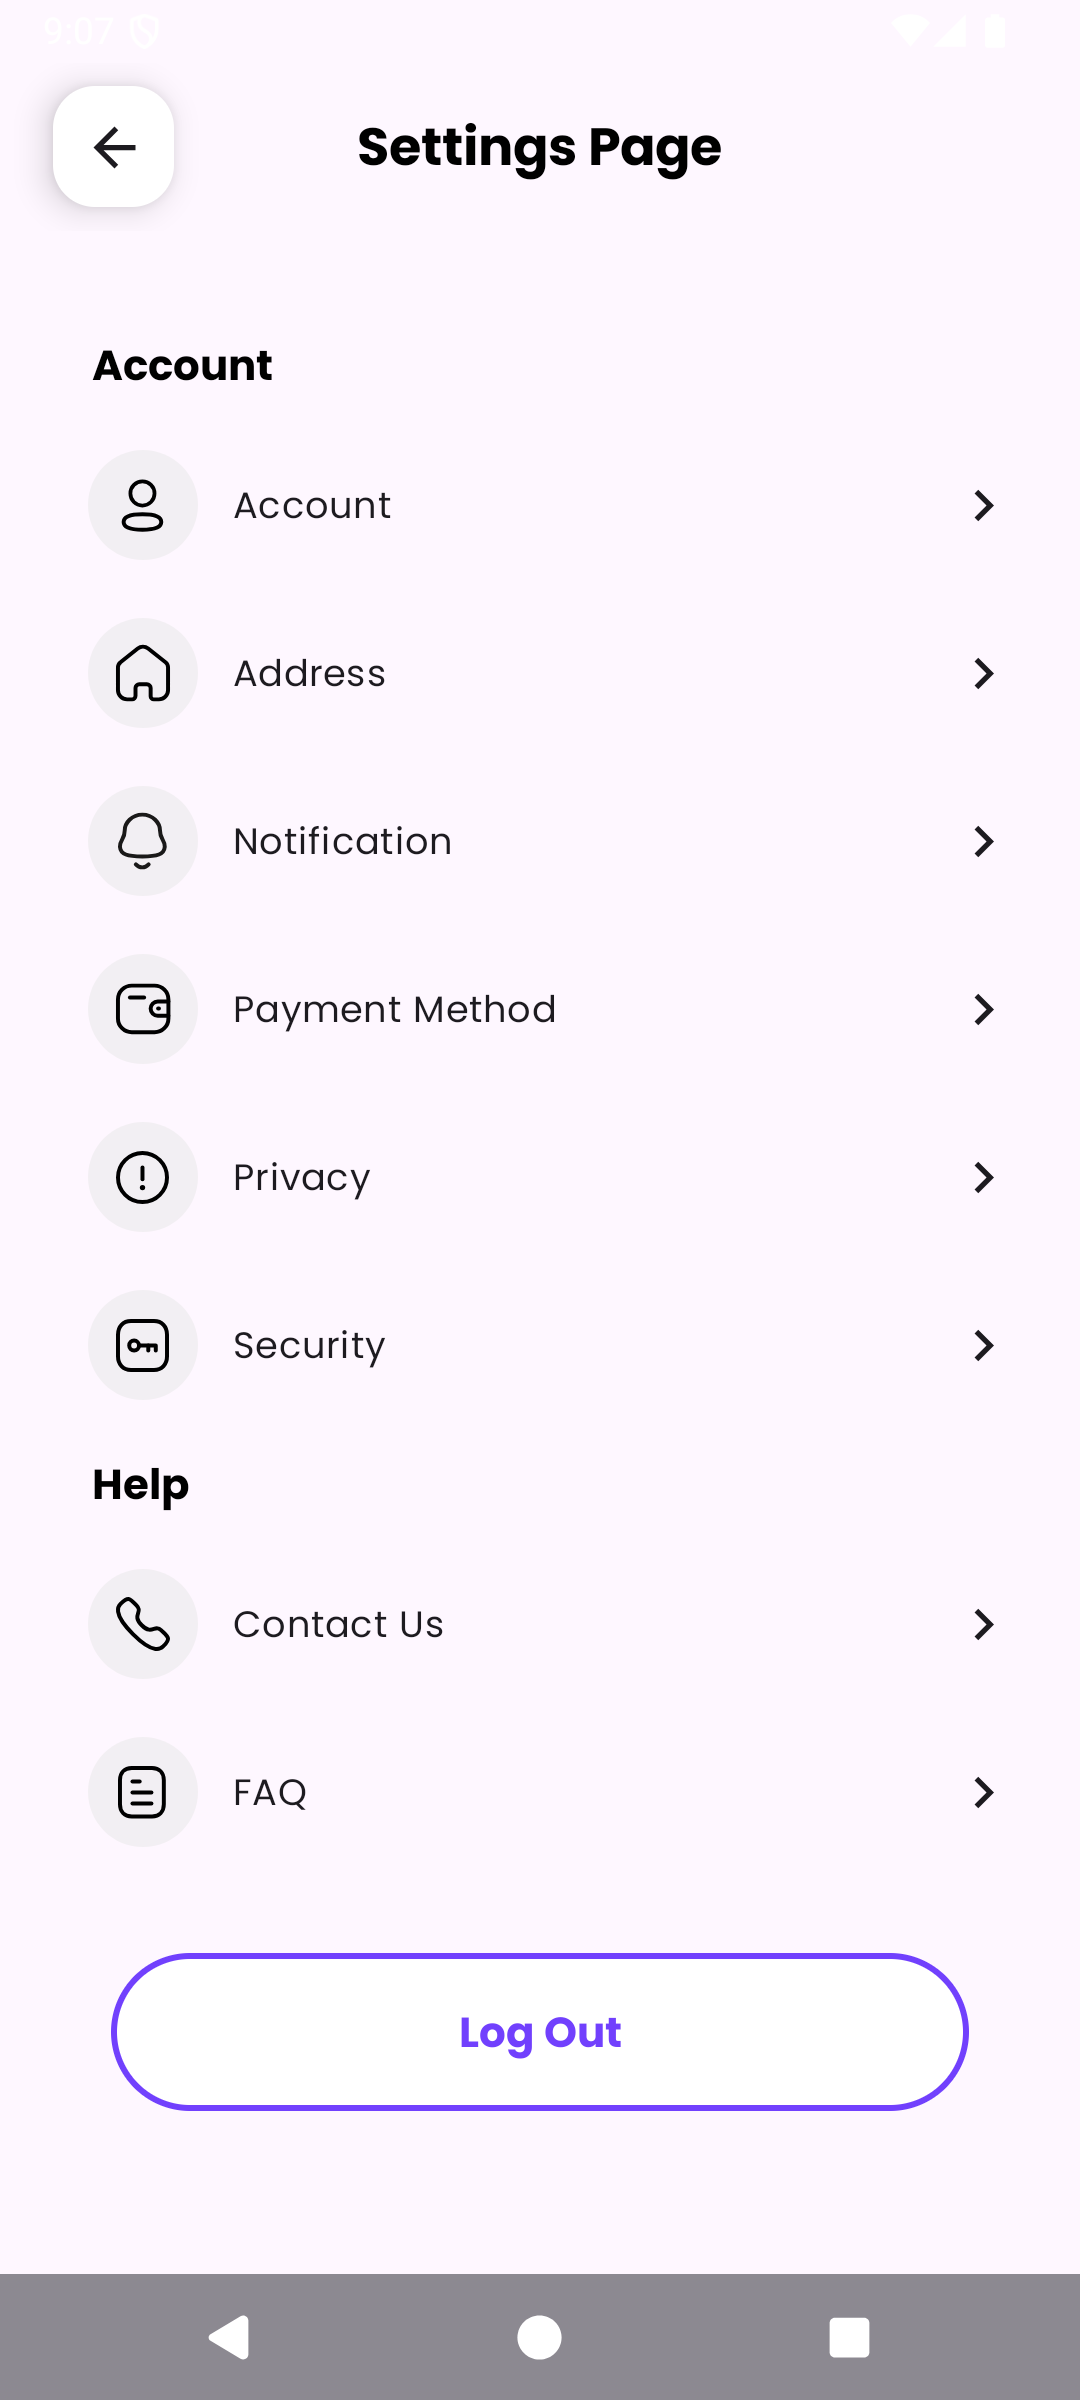 9:07
Settings Page
Account
Account
Address
Notification
Payment Method
Privacy
Security
Help
Contact Us
FAQ
Log Out